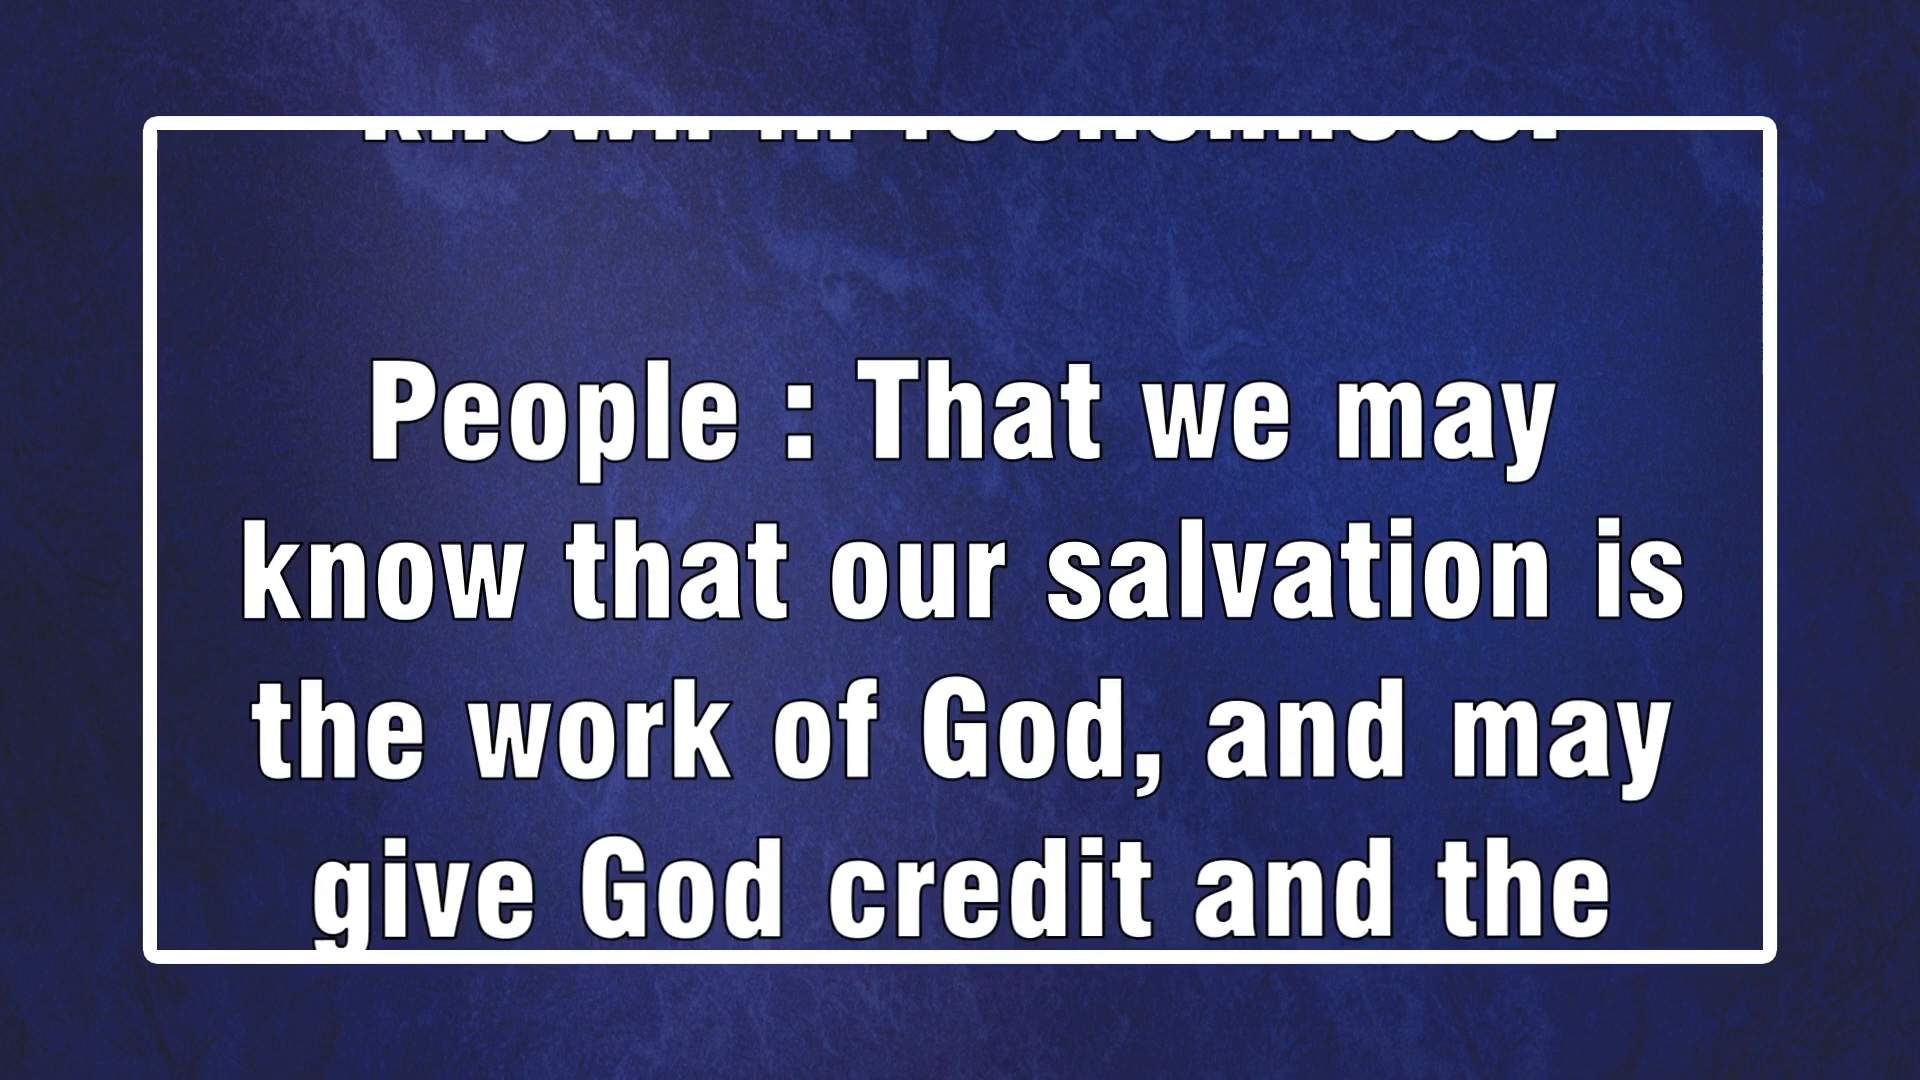 People : That we may
know that our salvation is
the work of God, and may
give God credit and the